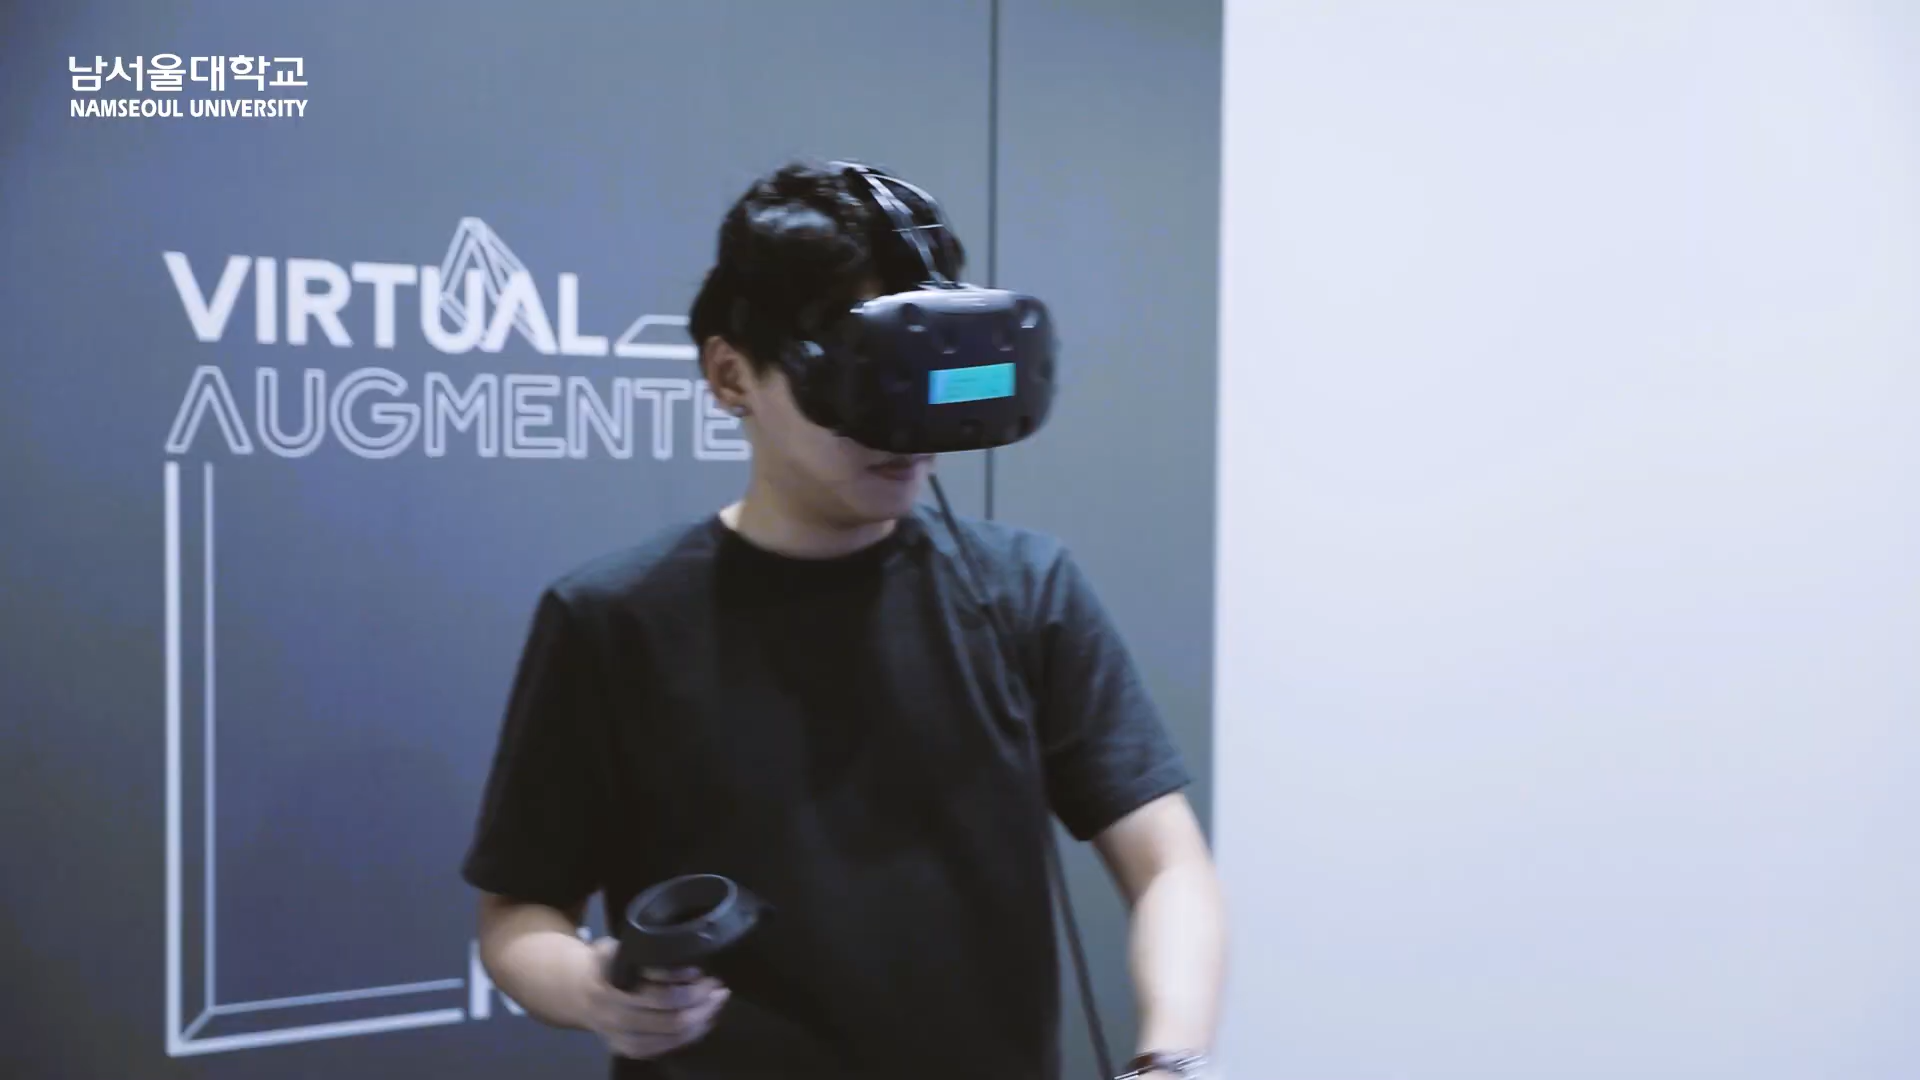 남서울대학교
NAMSEOUL UNIVERSITY
VIRTUAL
AUGMENTE